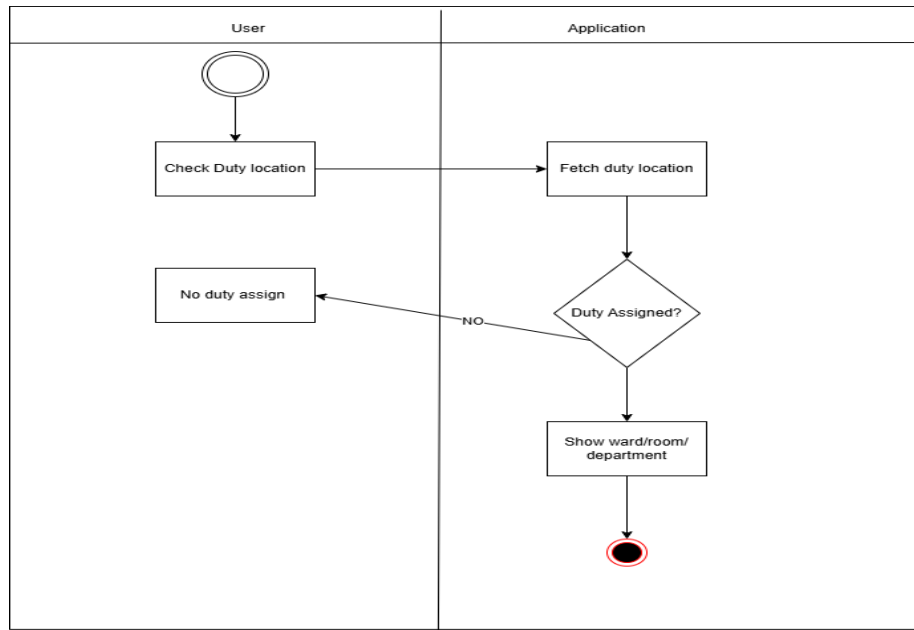 User
Application
Check Duty location
Fetch duty location
No duty assign
Duty Assigned?
NO
Show ward/room/
department